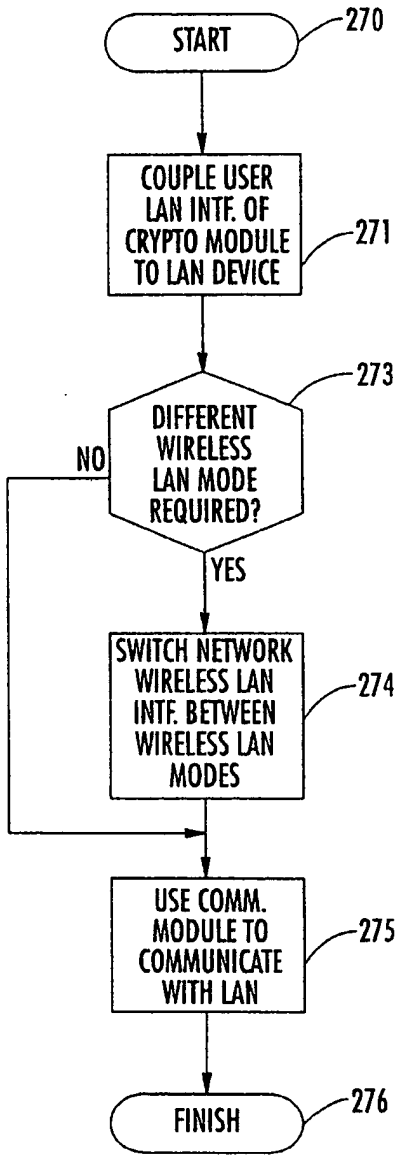 START
270
COUPLE USER
LAN INTF. OF
CRYPTO MODULE
TO LAN DEVICE
271
273
DIFFERENT
WIRELESS
LAN MODE
REQUIRED?
NO
YES
SWITCH NETWORK
WIRELESS LAN
INTF. BETWEEN
WIRELESS LAN
MODES
274
USE COMM.
MODULE TO
COMMUNICATE
WITH LAN
275
FINISH
276